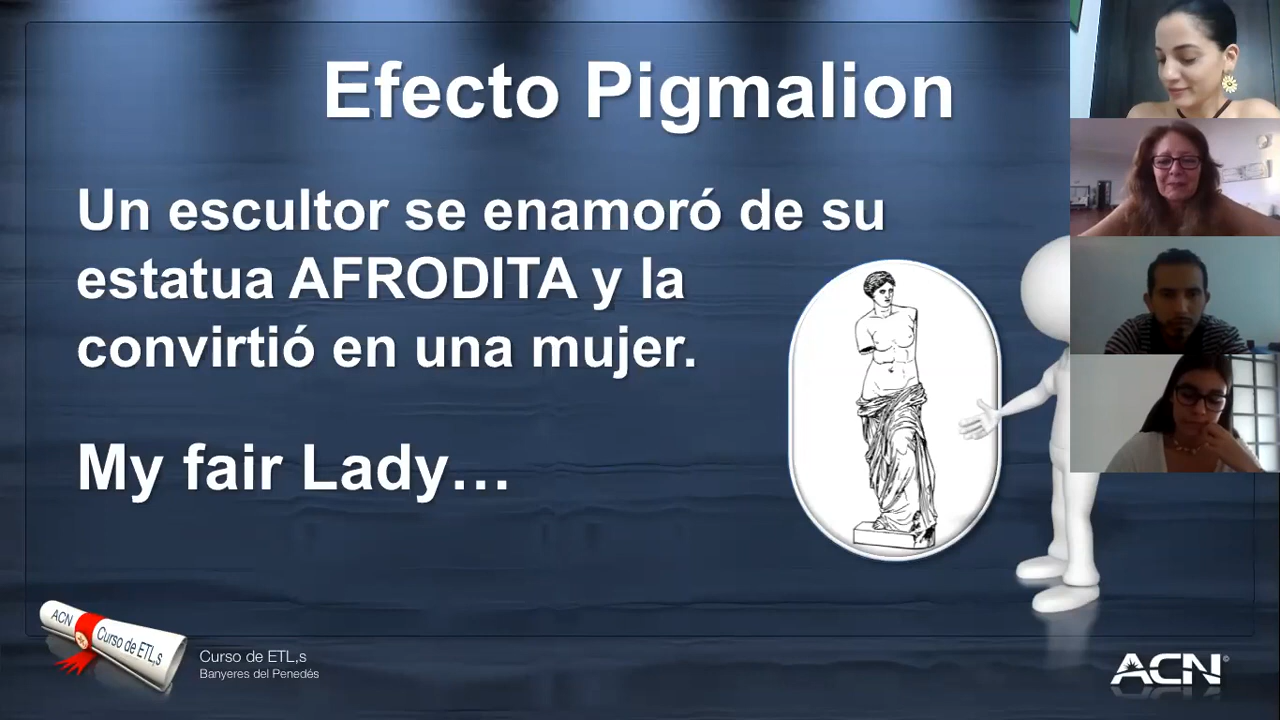 Efecto Pigmalion
Un escultor se enamoró de su
estatua AFRODITA y la
convirtió en una mujer.
My fair Lady…
ACN
Curso de ETL,s
Curso de ETL,s
Banyeres del Penedés
ACN©